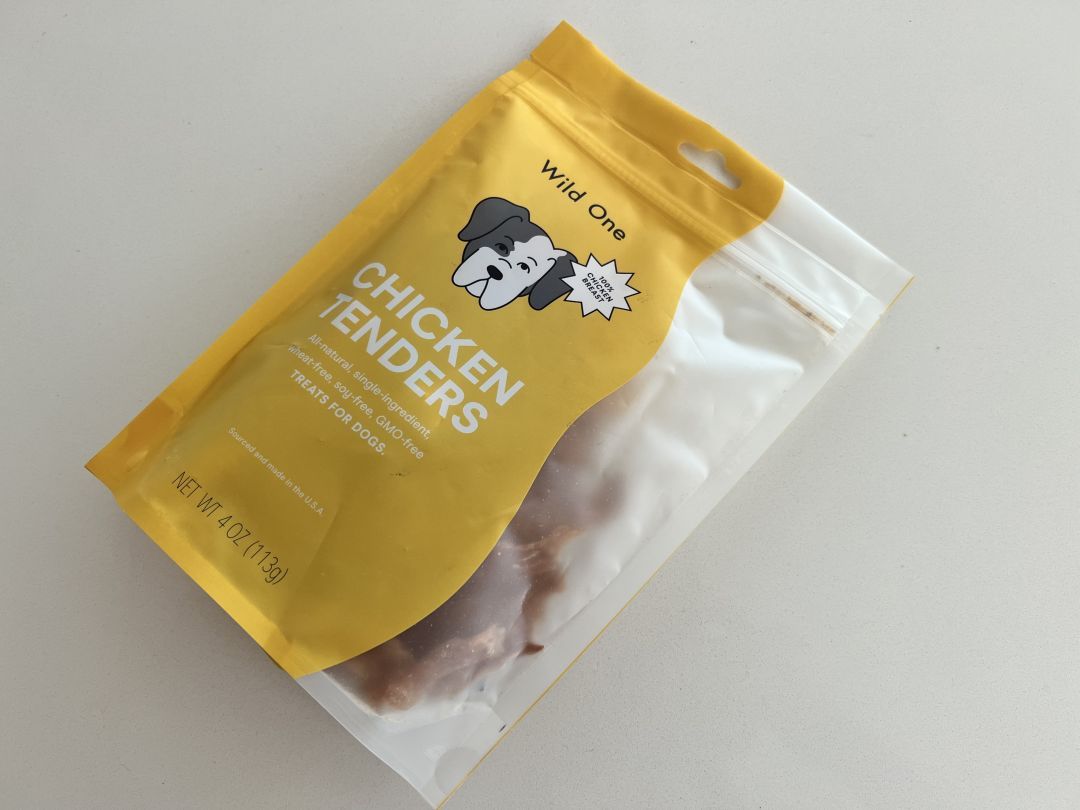 Wild One
100%
CHICKEN
BREAST
CHICKEN
TENDERS
All-natural, single-ingredient,
wheat-free, soy-free, GMO-free
TREATS FOR DOGS.
Sourced and made in the U.S.A
NET WT 4 OZ (113g)